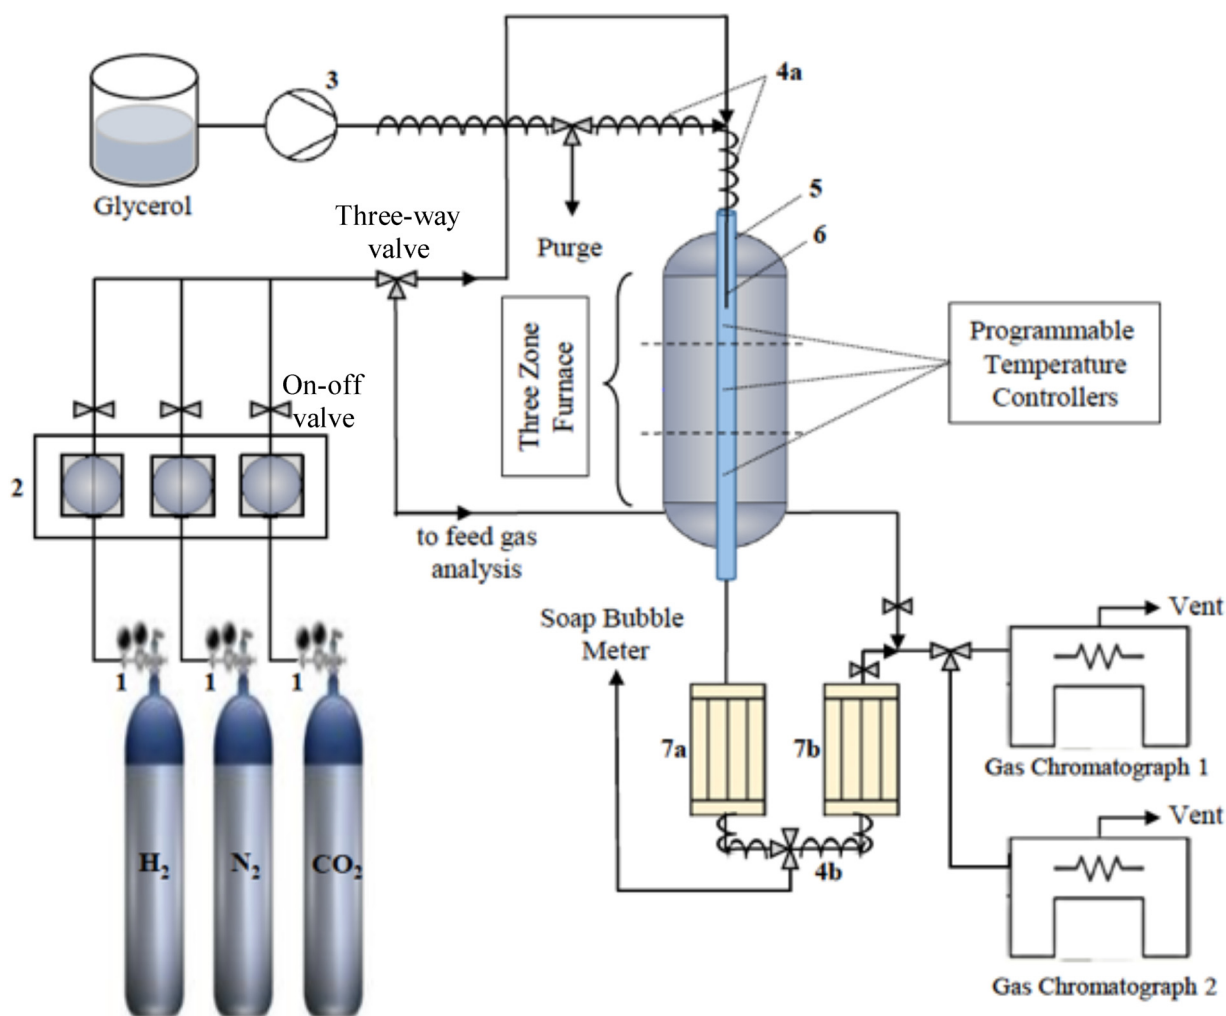 3
4a
Glycerol
Three-way
valve
Purge
5
6
Three Zone
Furnace
Programmable
Temperature
Controllers
On-off
valve
2
to feed gas
analysis
Soap Bubble
Meter
Vent
1
1
1
7a
7b
Gas Chromatograph 1
Vent
H₂
N₂
CO₂
4b
Gas Chromatograph 2